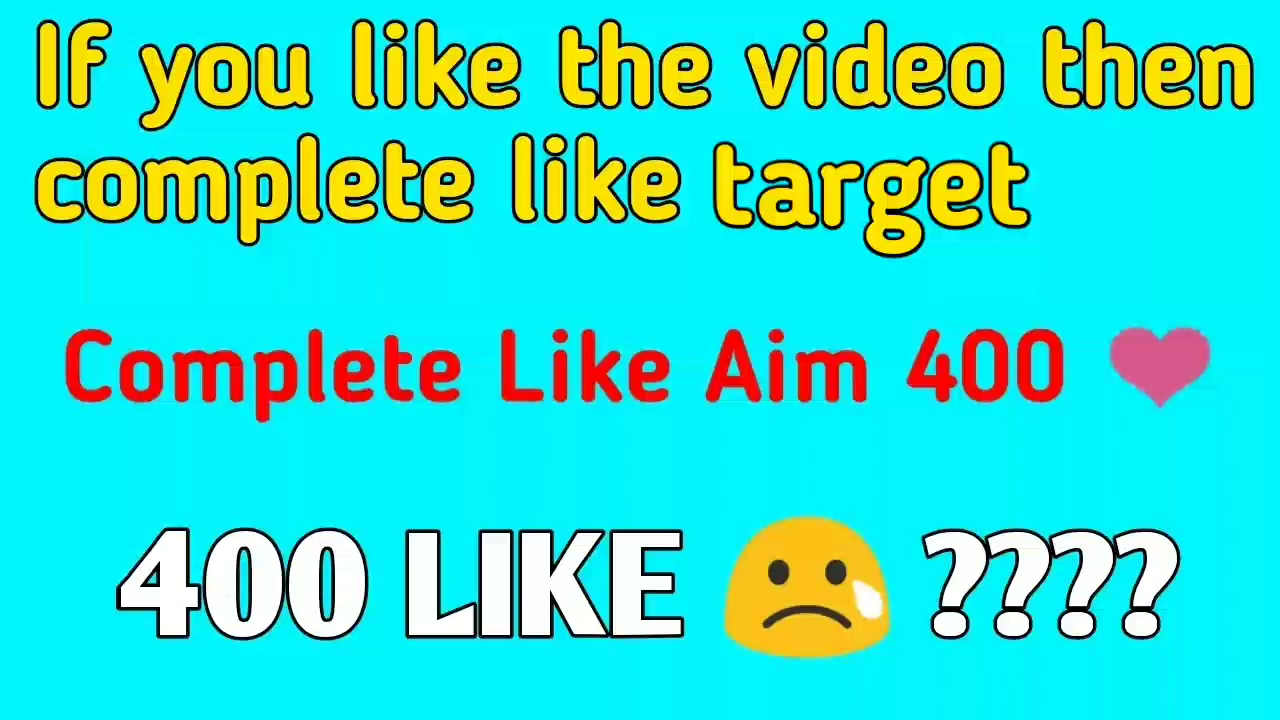 If you like the video then
complete like target
Complete Like Aim 400 ❤
400 LIKE 😢 ????